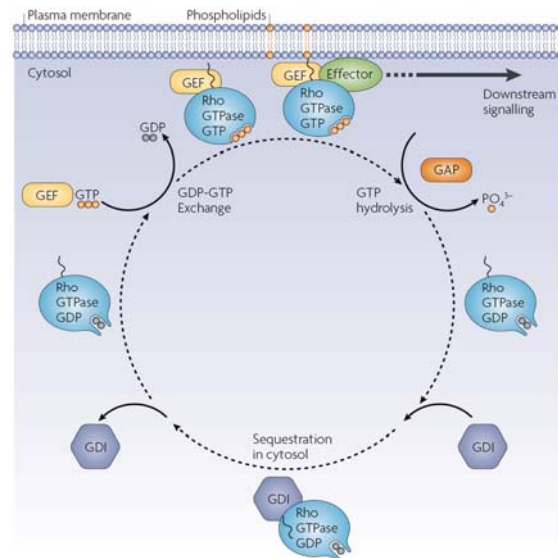 Plasma membrane
Phospholipids
Cytosol
GEF
Rho
GTPase
GTP
GEF
Effector
Rho
GTPase
GTP
Downstream
signalling
GDP
GAP
GEF
GTP
GDP-GTP
Exchange
GTP
hydrolysis
PO₄³⁻
Rho
GTPase
GDP
Rho
GTPase
GDP
GDI
Sequestration
in cytosol
GDI
GDI
Rho
GTPase
GDP